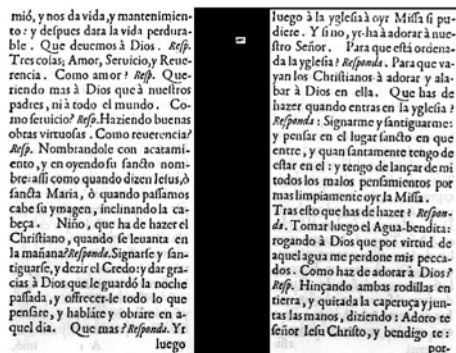 mió, y nos da vida, y mantenimien-
to: y despues dara la vida perdura-
ble. Que deuemos à Dios. Resp.
Tres cosas; Amor, Seruicio, y Reue-
rencia. Como amor? Resp. Que-
riendo mas à Dios que à nuestros
padres, ni à todo el mundo. Co-
mo seruicio? Resp. Haziendo buenas
obras virtuosas. Como reuerencia?
Resp. Nombrandole con acatami-
ento, y en oyendo su sancto nom-
bre: assi como quando dizen Iesus, ò
sancta Maria, ò quando passamos
cabe su ymagen, inclinando la ca-
beça. Niño, que ha de hazer el
Christiano, quando se leuanta en
la mañana? Responda. Signarse y san-
tiguarse, y dezir el Credo: y dar gra-
cias à Dios que le guardó la noche
passada, y offrecerle todo lo que
pensáre, y habláre y obráre en a-
quel dia. Que mas? Responda. Yr
luego
luego à la yglesia à oyr Missa si pu-
diere. Y si no, yr ha à adorar à nue-
stro Señor. Para que està ordena-
da la yglesia? Responda. Para que va-
yan los Christianos à adorar y ala-
bar à Dios en ella. Que has de
hazer quando entras en la yglesia?
Responda: Signarme y santiguarme:
y pensar en el lugar sancto en que
entre, y quan santamente tengo de
estar en el: y tengo de lançar de mi
todos los malos pensamientos por
mas limpiamente oyr la Missa.
Tras esto que has de hazer? Respon-
da. Tomar luego el Agua-bendita:
rogando à Dios que por virtud de
aquel agua me perdone mis pecca-
dos. Como haz de adorar à Dios?
Resp. Hinçando ambas rodillas en
tierra, y quitada la caperuça y jun-
tas las manos, diziendo: Adoro te
señor Iesu Christo, y bendigo te:
por-